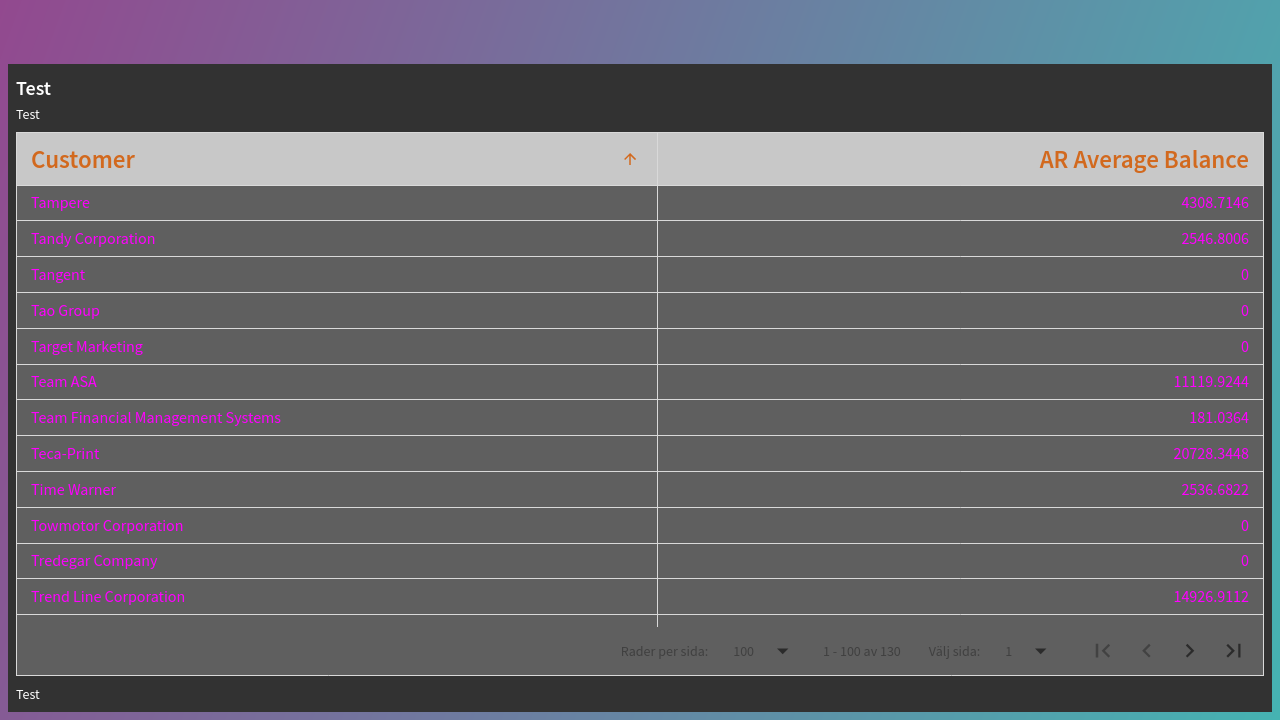 Test
Test
Customer AR Average Balance
Tampere 4308.7146
Tandy Corporation 2546.8006
Tangent 0
Tao Group 0
Target Marketing 0
Team ASA 11119.9244
Team Financial Management Systems 181.0364
Teca-Print 20728.3448
Time Warner 2536.6822
Towmotor Corporation 0
Tredegar Company 0
Trend Line Corporation 14926.9112
Rader per sida: 100 1 - 100 av 130 Välj sida: 1
Test